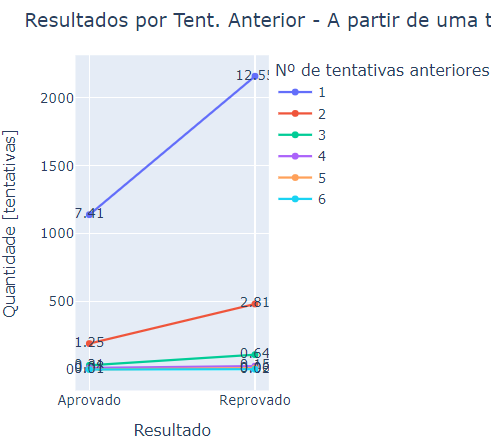 Resultados por Tent. Anterior - A partir de uma t
Nº de tentativas anteriores
1
2
3
4
5
6
Quantidade [tentativas]
2000
1500
1000
500
0
12.55
7.41
2.81
1.25
0.64
Aprovado
Reprovado
Resultado